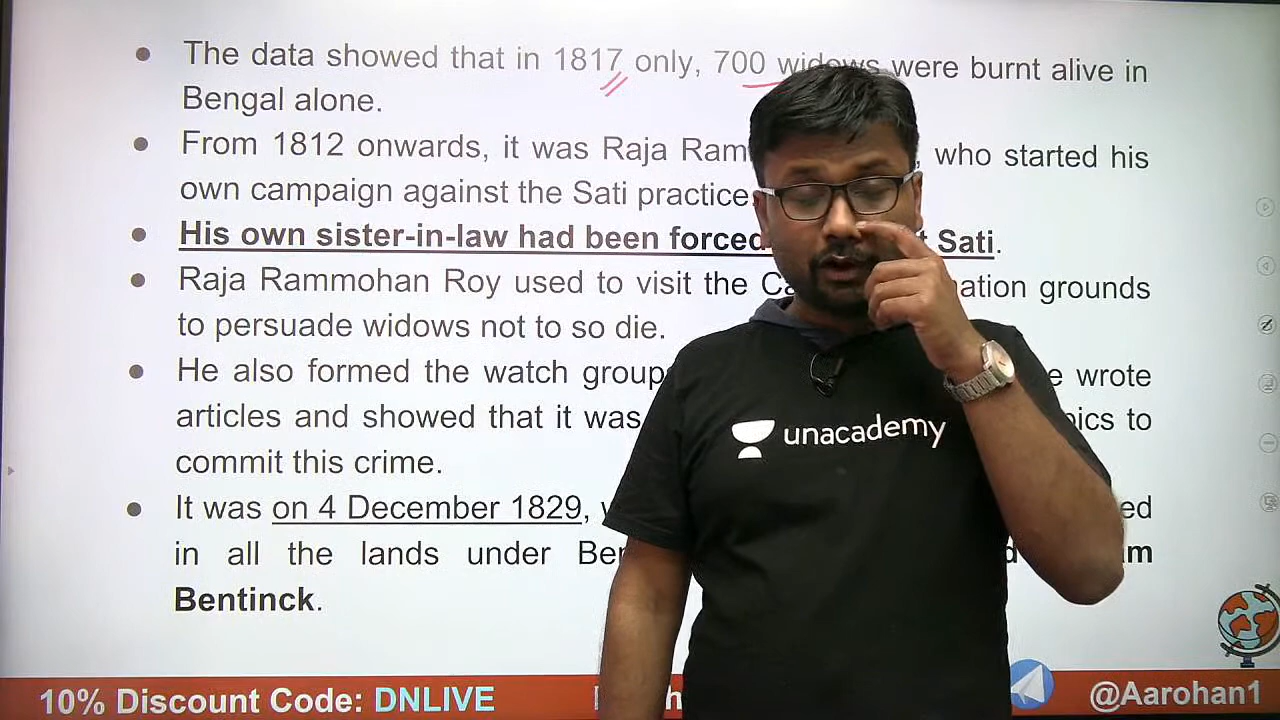 The data showed that in 1817 only, 700 widows were burnt alive in
Bengal alone.
From 1812 onwards, it was Raja Ram , who started his
own campaign against the Sati practice.
His own sister-in-law had been forced Sati.
Raja Rammohan Roy used to visit the grounds
to persuade widows not to so die.
He also formed the watch groups wrote
articles and showed that it was to
commit this crime.
It was on 4 December 1829,
in all the lands under
Bentinck.
unacademy
10% Discount Code: DNLIVE
@Aarohan1